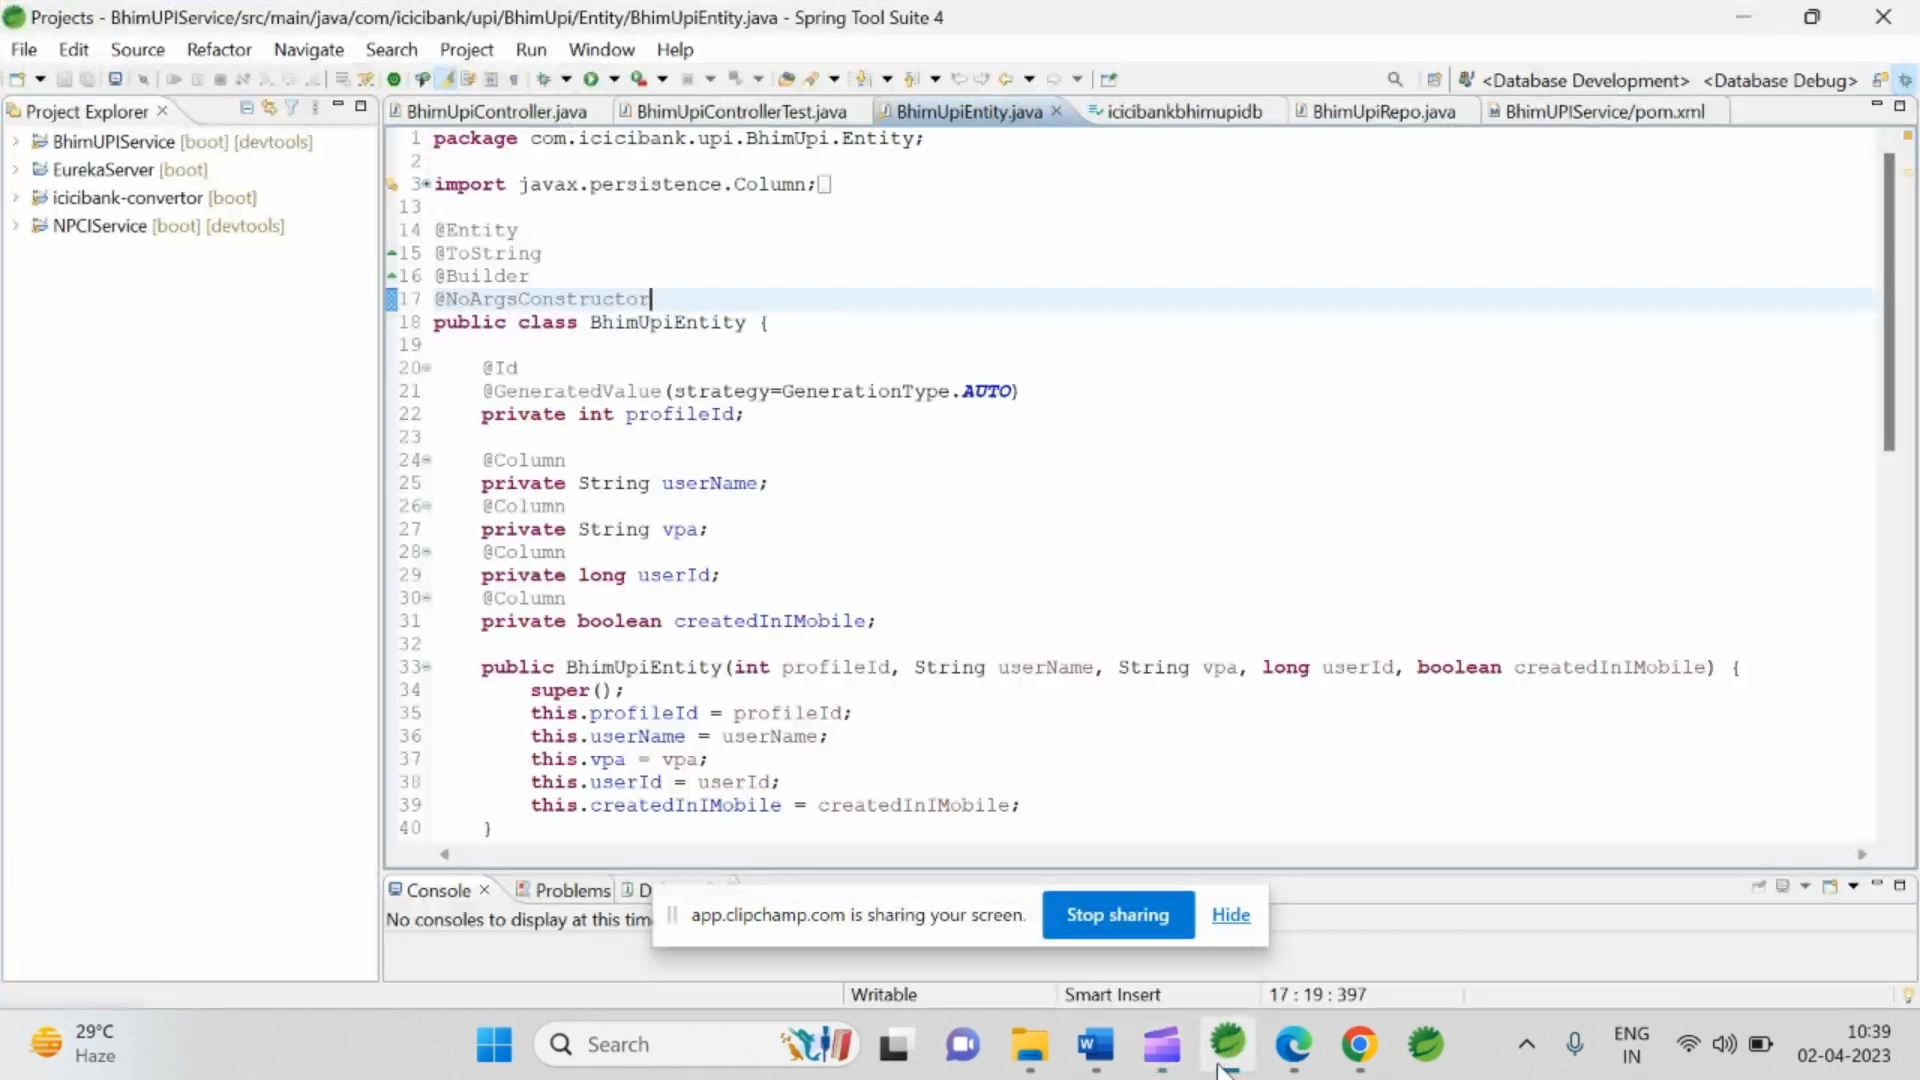 Projects - BhimUPIService/src/main/java/com/icicibank/upi/BhimUpi/Entity/BhimUpiEntity.java - Spring Tool Suite 4
File Edit Source Refactor Navigate Search Project Run Window Help
<Database Development> <Database Debug>
Project Explorer
BhimUPIService [boot] [devtools]
EurekaServer [boot]
icicibank-convertor [boot]
NPCIService [boot] [devtools]
BhimUpiController.java BhimUpiControllerTest.java BhimUpiEntity.java icicibankbhimupidb BhimUpiRepo.java BhimUPIService/pom.xml
1 package com.icicibank.upi.BhimUpi.Entity;
2
3 import javax.persistence.Column;
13
14 @Entity
15 @ToString
16 @Builder
17 @NoArgsConstructor
18 public class BhimUpiEntity {
19
20 @Id
21 @GeneratedValue(strategy=GenerationType.AUTO)
22 private int profileId;
23
24 @Column
25 private String userName;
26 @Column
27 private String vpa;
28 @Column
29 private long userId;
30 @Column
31 private boolean createdInIMobile;
32
33 public BhimUpiEntity(int profileId, String userName, String vpa, long userId, boolean createdInIMobile) {
34 super();
35 this.profileId = profileId;
36 this.userName = userName;
37 this.vpa = vpa;
38 this.userId = userId;
39 this.createdInIMobile = createdInIMobile;
40 }
Console Problems D
No consoles to display at this tim
app.clipchamp.com is sharing your screen. Stop sharing Hide
Writable Smart Insert 17 : 19 : 397
29°C
Haze
Search
ENG
IN
10:39
02-04-2023